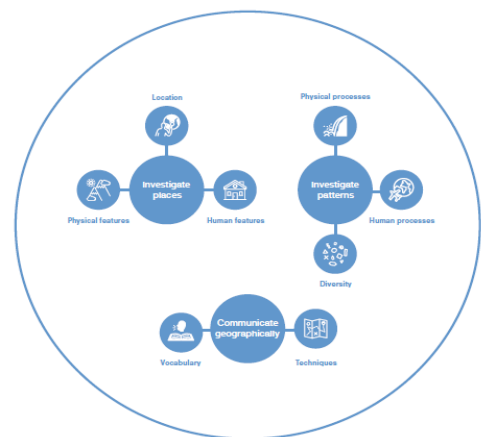 Location
Investigate
places
Physical features
Human features
Physical processes
Investigate
patterns
Human processes
Diversity
Communicate
geographically
Vocabulary
Techniques